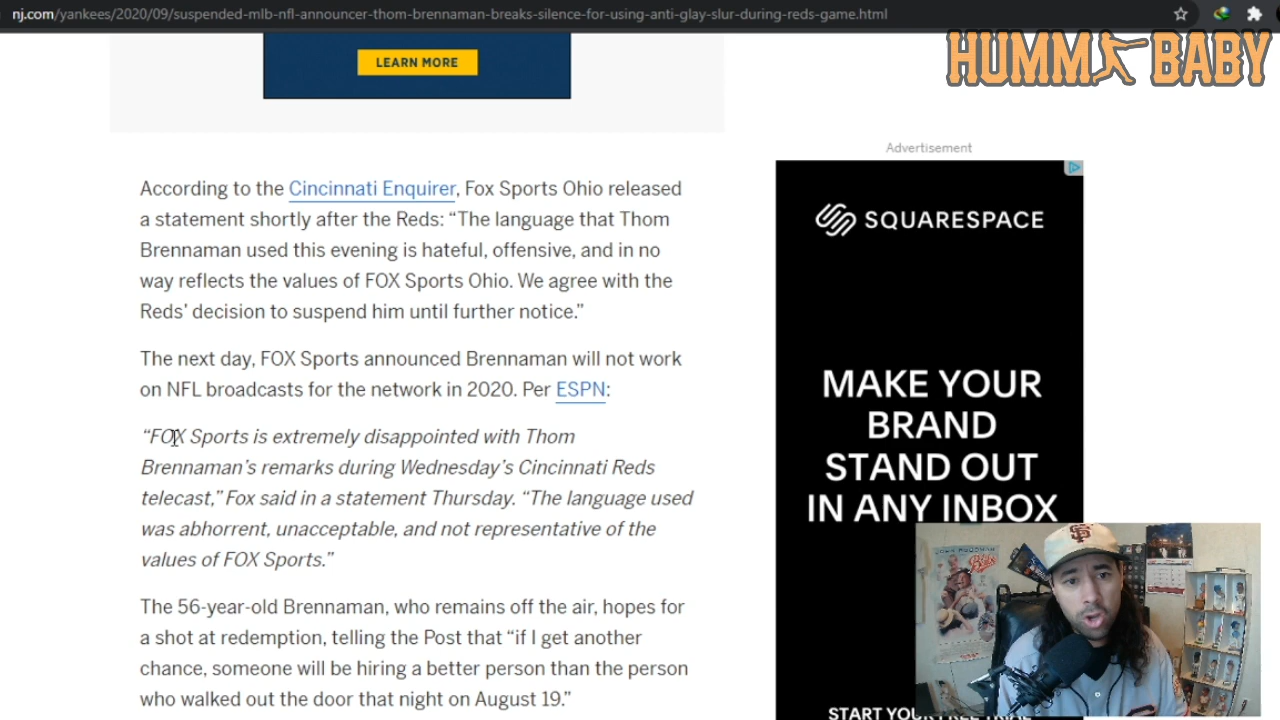 nj.com/yankees/2020/09/suspended-mlb-nfl-announcer-thom-brennaman-breaks-silence-for-using-anti-glay-slur-during-reds-game.html
HUMM BABY
LEARN MORE
Advertisement
According to the Cincinnati Enquirer, Fox Sports Ohio released
a statement shortly after the Reds: “The language that Thom
Brennaman used this evening is hateful, offensive, and in no
way reflects the values of FOX Sports Ohio. We agree with the
Reds’ decision to suspend him until further notice.”
The next day, FOX Sports announced Brennaman will not work
on NFL broadcasts for the network in 2020. Per ESPN:
“FOX Sports is extremely disappointed with Thom
Brennaman’s remarks during Wednesday’s Cincinnati Reds
telecast,” Fox said in a statement Thursday. “The language used
was abhorrent, unacceptable, and not representative of the
values of FOX Sports.”
The 56-year-old Brennaman, who remains off the air, hopes for
a shot at redemption, telling the Post that “if I get another
chance, someone will be hiring a better person than the person
who walked out the door that night on August 19.”
SQUARESPACE
MAKE YOUR
BRAND
STAND OUT
IN ANY INBOX
START YOUR FREE TRIAL
SF